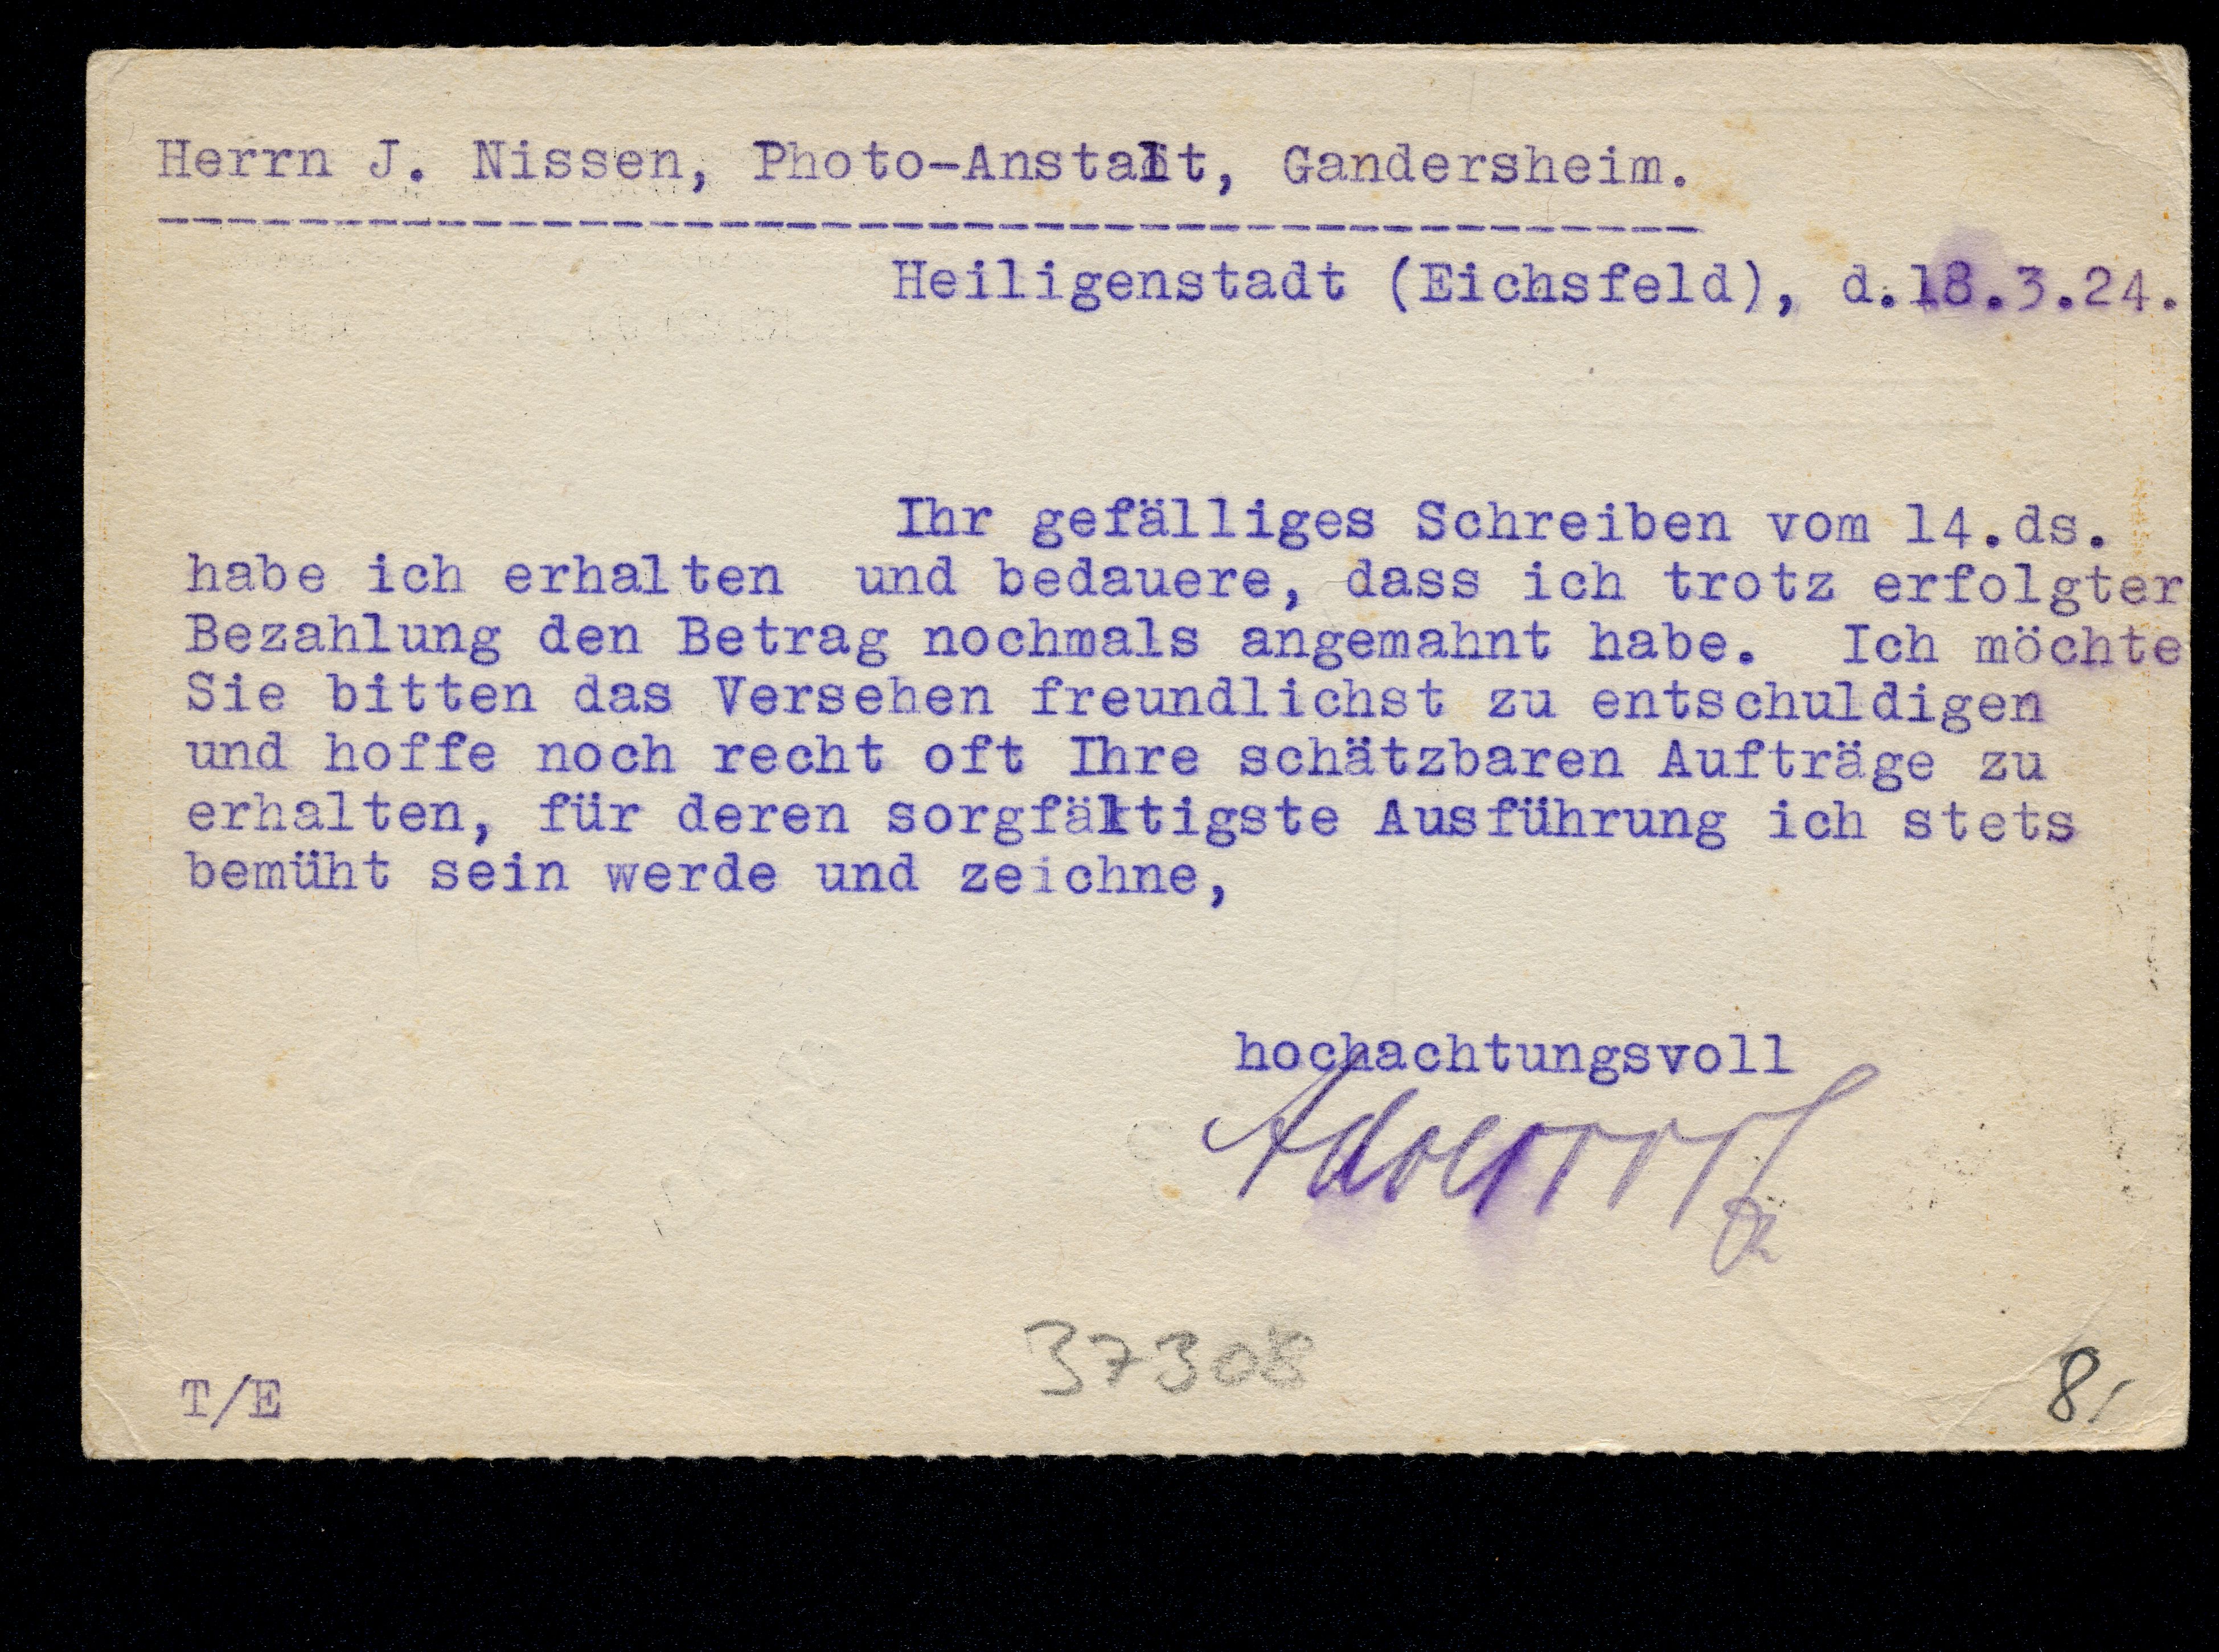 Herrn J. Nissen, Photo-Anstalt, Gandersheim.
Heiligenstadt (Eichsfeld), d.18.3.24.
Ihr gefälliges Schreiben vom 14.ds.
habe ich erhalten und bedauere, dass ich trotz erfolgter
Bezahlung den Betrag nochmals angemahnt habe. Ich möchte
Sie bitten das Versehen freundlichst zu entschuldigen
und hoffe noch recht oft Ihre schätzbaren Aufträge zu
erhalten, für deren sorgfältigste Ausführung ich stets
bemüht sein werde und zeichne,
hochachtungsvoll
37308
T/E
8,